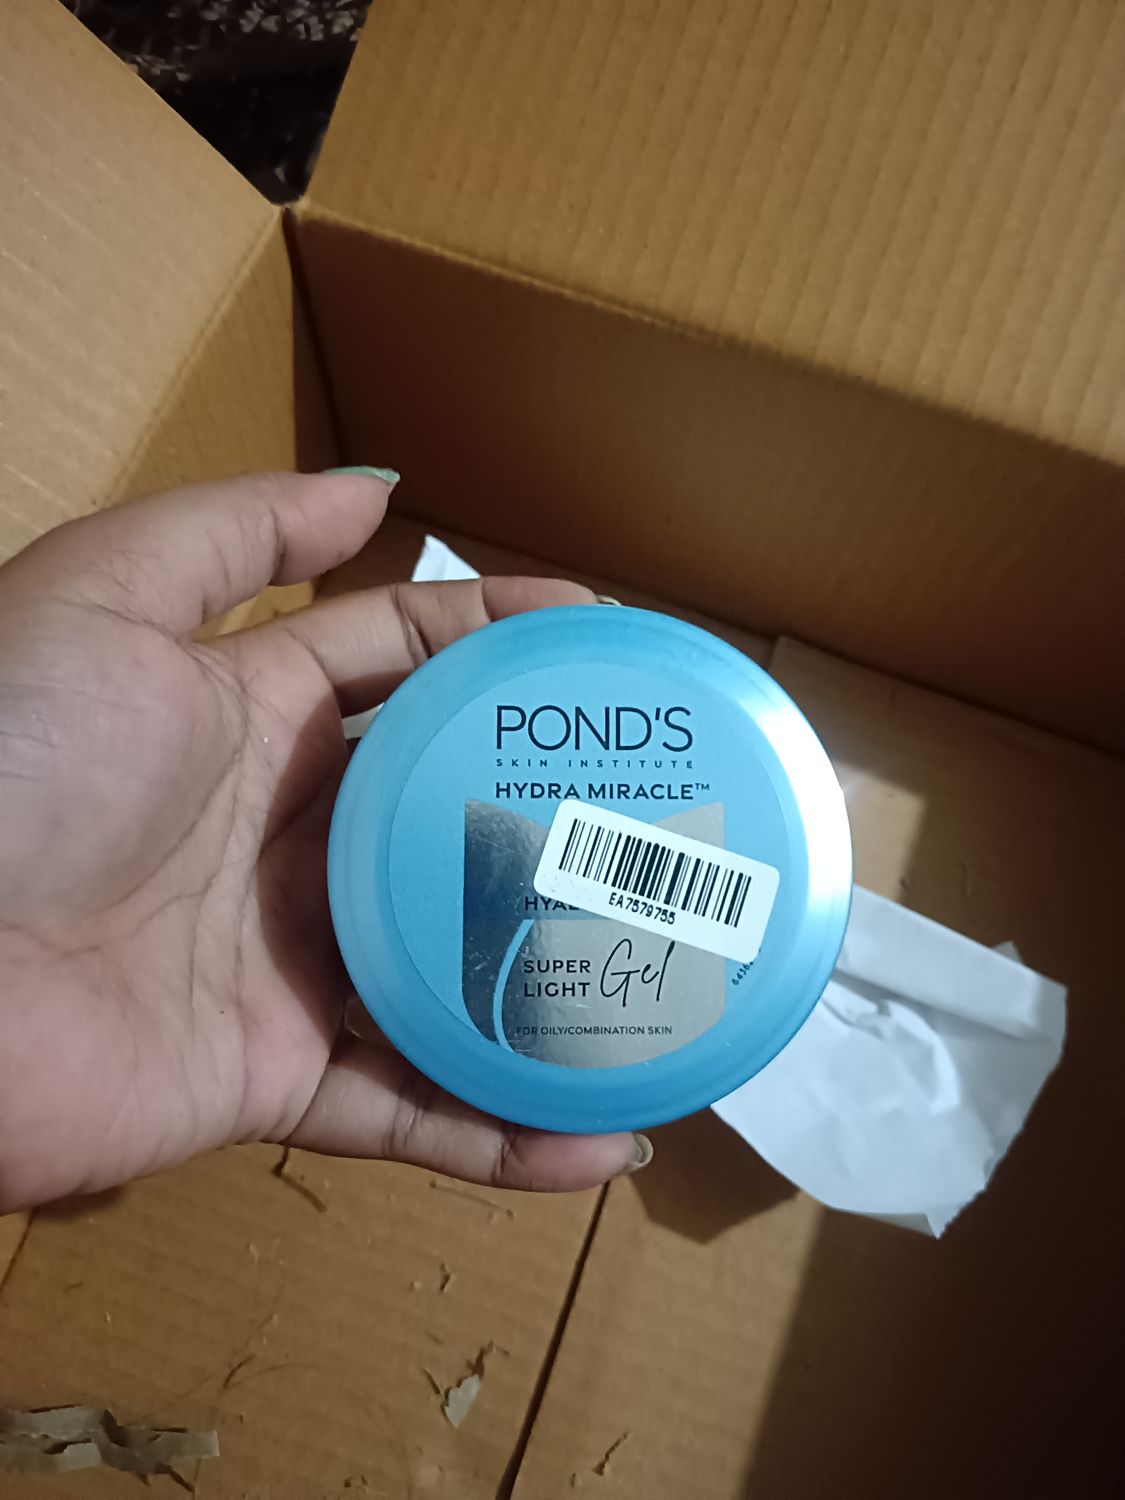 POND'S
SKIN INSTITUTE
HYDRA MIRACLE™
EA7579755
SUPER
LIGHT Gel
FOR OILY/COMBINATION SKIN